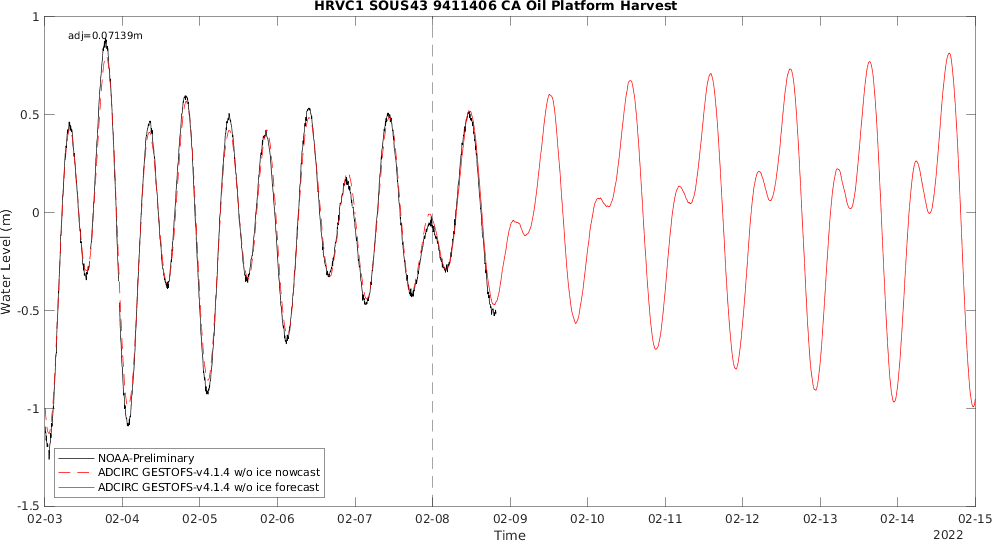 HRVC1 SOUS43 9411406 CA Oil Platform Harvest
adj=0.07139m
1
0.5
0
-0.5
-1
-1.5
Water Level (m)
NOAA-Preliminary
ADCIRC GESTOFS-v4.1.4 w/o ice nowcast
ADCIRC GESTOFS-v4.1.4 w/o ice forecast
02-03 02-04 02-05 02-06 02-07 02-08 02-09 02-10 02-11 02-12 02-13 02-14 02-15
Time
2022